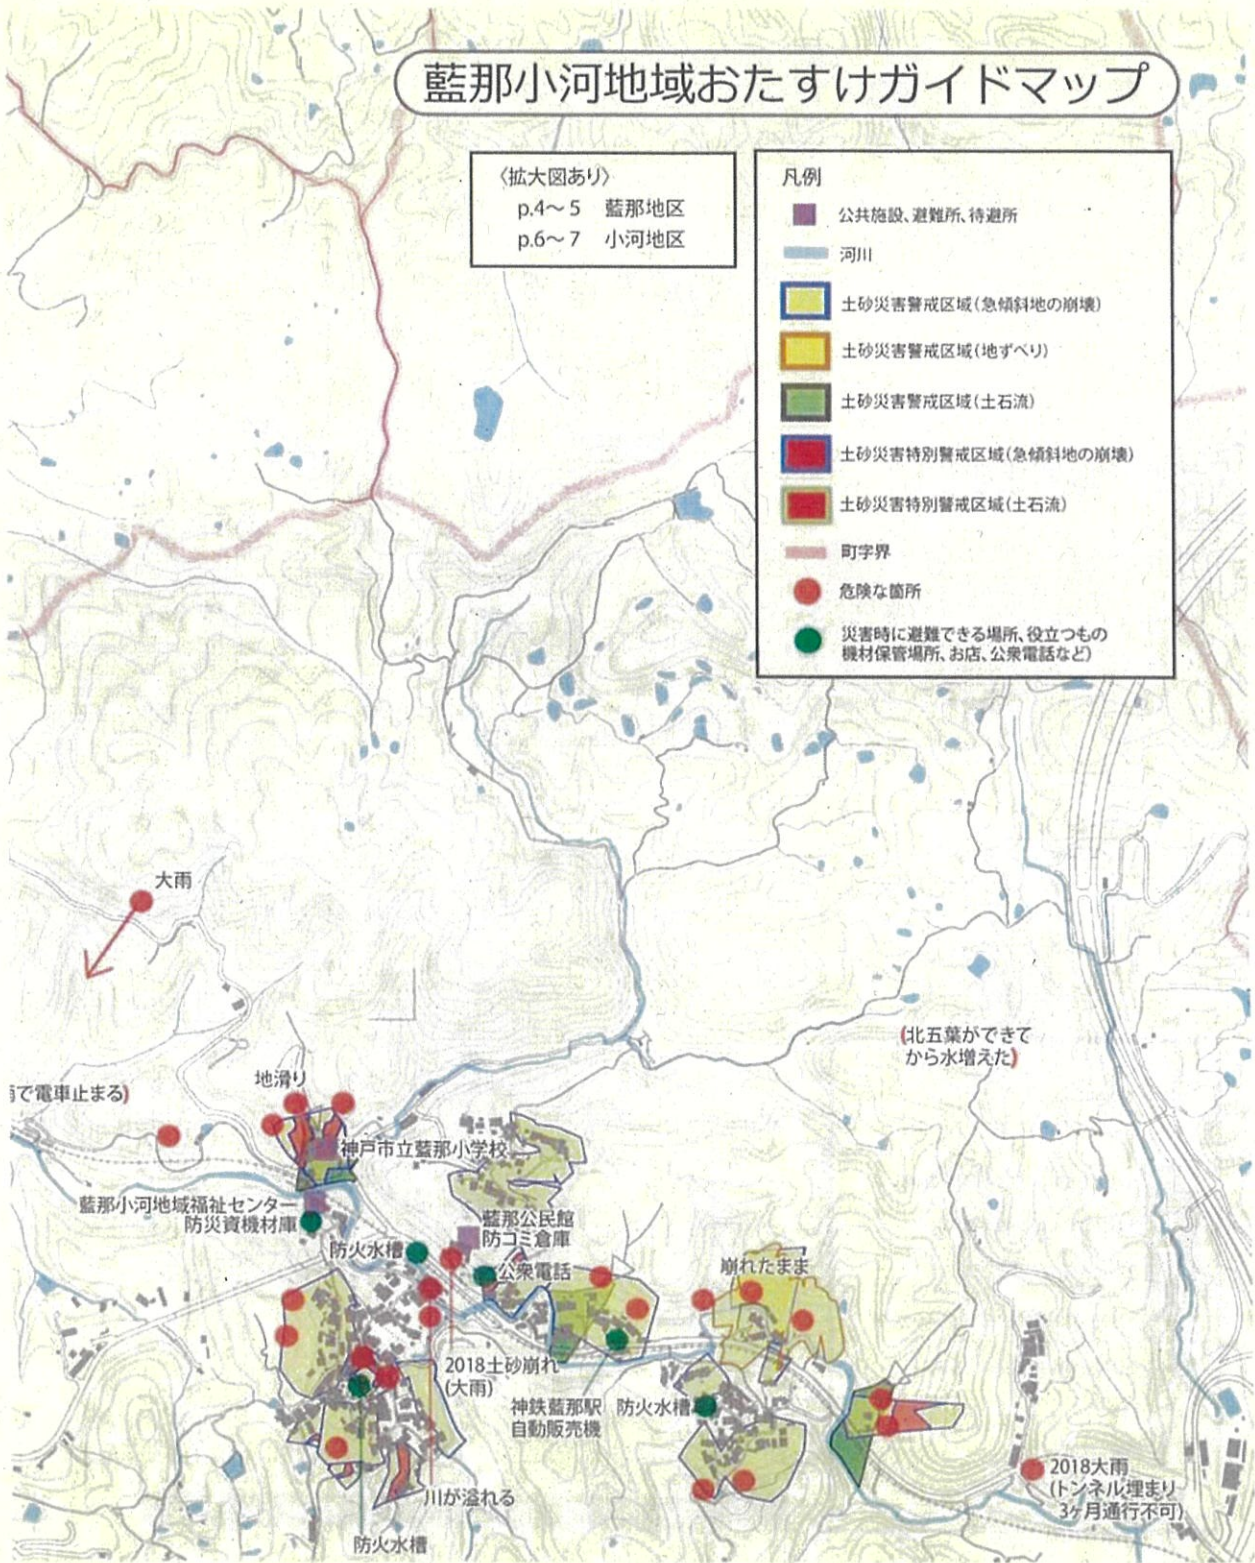 藍那小河地域おたすけガイドマップ
〈拡大図あり〉
p.4～5　藍那地区
p.6～7　小河地区
凡例
公共施設、避難所、待避所
河川
土砂災害警戒区域（急傾斜地の崩壊）
土砂災害警戒区域（地ずべり）
土砂災害警戒区域（土石流）
土砂災害特別警戒区域（急傾斜地の崩壊）
土砂災害特別警戒区域（土石流）
町字界
危険な箇所
災害時に避難できる場所、役立つもの
機材保管場所、お店、公衆電話など）
大雨
（北五葉ができて
から水増えた）
雨で電車止まる）
地滑り
神戸市立藍那小学校
藍那小河地域福祉センター
防災資機材庫
藍那公民館
防コミ倉庫
防火水槽
公衆電話
崩れたまま
2018土砂崩れ
（大雨）
神鉄藍那駅
自動販売機
防火水槽
2018大雨
（トンネル埋まり
3ヶ月通行不可）
川が溢れる
防火水槽